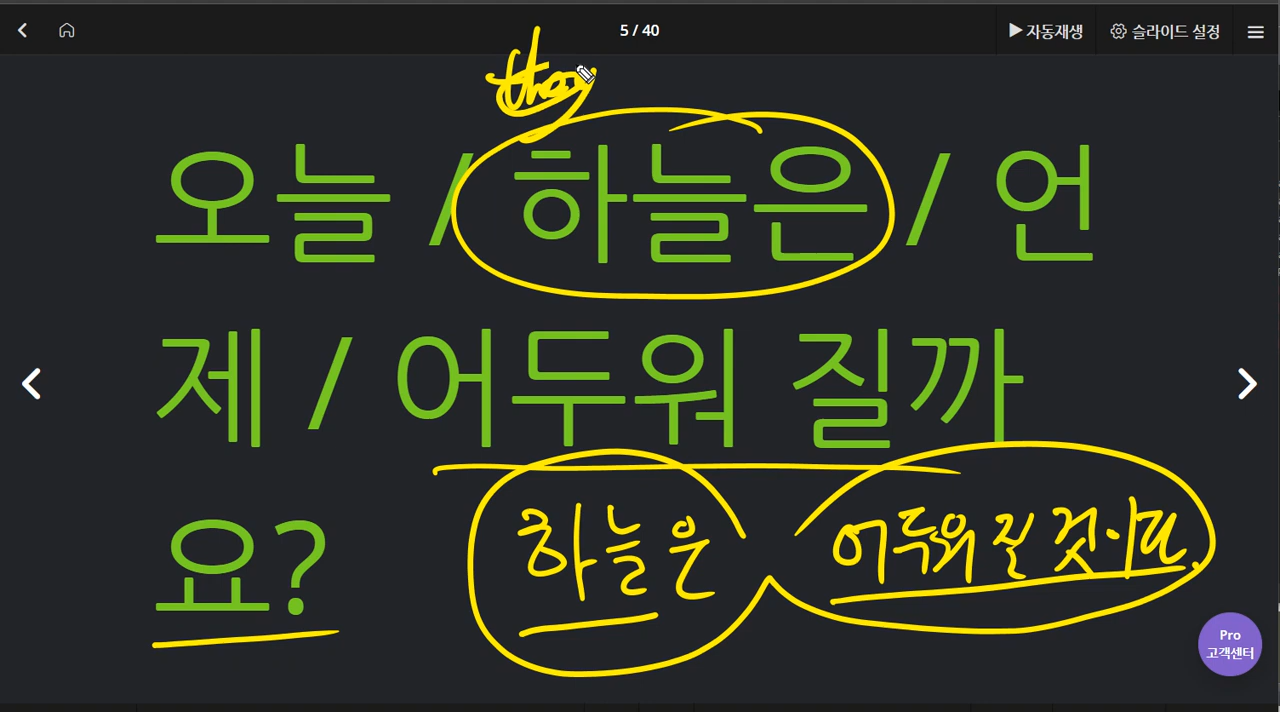 5 / 40
▶ 자동재생
슬라이드 설정
오늘 / 하늘은 / 언
제 / 어두워 질까
요?
하늘은 어두워 질 것이다.
Pro
고객센터